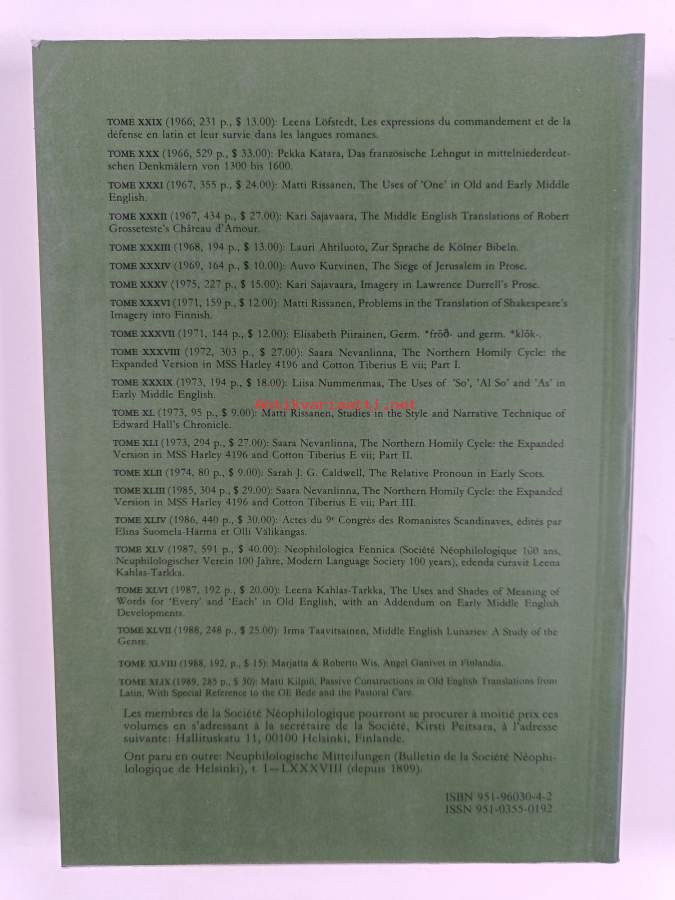 TOME XXIX (1966, 231 p., $ 13.00): Leena Löfstedt, Les expressions du commandement et de la
défense en latin et leur survie dans les langues romanes.
TOME XXX (1966, 529 p., $ 33.00): Pekka Katara, Das französische Lehngut in mittelniederdeut-
schen Denkmälern von 1300 bis 1600.
TOME XXXI (1967, 355 p., $ 24.00): Matti Rissanen, The Uses of 'One' in Old and Early Middle
English.
TOME XXXII (1967, 434 p., $ 27.00): Kari Sajavaara, The Middle English Translations of Robert
Grosseteste's Château d'Amour.
TOME XXXIII (1968, 194 p., $ 13.00): Lauri Ahtiluoto, Zur Sprache de Kölner Bibeln.
TOME XXXIV (1969, 164 p., $ 10.00): Auvo Kurvinen, The Siege of Jerusalem in Prose.
TOME XXXV (1975, 227 p., $ 15.00): Kari Sajavaara, Imagery in Lawrence Durrell's Prose.
TOME XXXVI (1971, 159 p., $ 12.00): Matti Rissanen, Problems in the Translation of Shakespeare's
Imagery into Finnish.
TOME XXXVII (1971, 144 p., $ 12.00): Elisabeth Piirainen, Germ. *frōð- und germ. *klōk-.
TOME XXXVIII (1972, 303 p., $ 27.00): Saara Nevanlinna, The Northern Homily Cycle: the
Expanded Version in MSS Harley 4196 and Cotton Tiberius E vii; Part I.
TOME XXXIX (1973, 194 p., $ 18.00): Liisa Nummenmaa, The Uses of 'So', 'Al So' and 'As' in
Early Middle English.
antikvariaatti.net
TOME XL (1973, 95 p., $ 9.00): Matti Rissanen, Studies in the Style and Narrative Technique of
Edward Hall's Chronicle.
TOME XLI (1973, 294 p., $ 27.00): Saara Nevanlinna, The Northern Homily Cycle: the Expanded
Version in MSS Harley 4196 and Cotton Tiberius E vii; Part II.
TOME XLII (1974, 80 p., $ 9.00): Sarah J. G. Caldwell, The Relative Pronoun in Early Scots.
TOME XLIII (1985, 304 p., $ 29.00): Saara Nevanlinna, The Northern Homily Cycle: the Expanded
Version in MSS Harley 4196 and Cotton Tiberius E vii; Part III.
TOME XLIV (1986, 440 p., $ 30.00): Actes du 9e Congrès des Romanistes Scandinaves, édités par
Elina Suomela-Härmä et Olli Välikangas.
TOME XLV (1987, 591 p., $ 40.00): Neophilologica Fennica (Société Néophilologique 100 ans,
Neuphilologischer Verein 100 Jahre, Modern Language Society 100 years), edenda curavit Leena
Kahlas-Tarkka.
TOME XLVI (1987, 192 p., $ 20.00): Leena Kahlas-Tarkka, The Uses and Shades of Meaning of
Words for 'Every' and 'Each' in Old English, with an Addendum on Early Middle English
Developments.
TOME XLVII (1988, 248 p., $ 25.00): Irma Taavitsainen, Middle English Lunaries: A Study of the
Genre.
TOME XLVIII (1988, 192, p., $ 15): Marjatta & Roberto Wis, Angel Ganivet in Finlandia.
TOME XLIX (1989, 285 p., $ 30): Matti Kilpiö, Passive Constructions in Old English Translations from
Latin, With Special Reference to the OE Bede and the Pastoral Care.
Les membres de la Société Néophilologique pourront se procurer à moitié prix ces
volumes en s'adressant à la secrétaire de la Société, Kirsti Peitsara, à l'adresse
suivante: Hallituskatu 11, 00100 Helsinki, Finlande.
Ont paru en outre: Neuphilologische Mitteilungen (Bulletin de la Société Néophi-
lologique de Helsinki), t. 1—LXXXVIII (depuis 1899).
ISBN 951-96030-4-2
ISSN 951-0355-0192